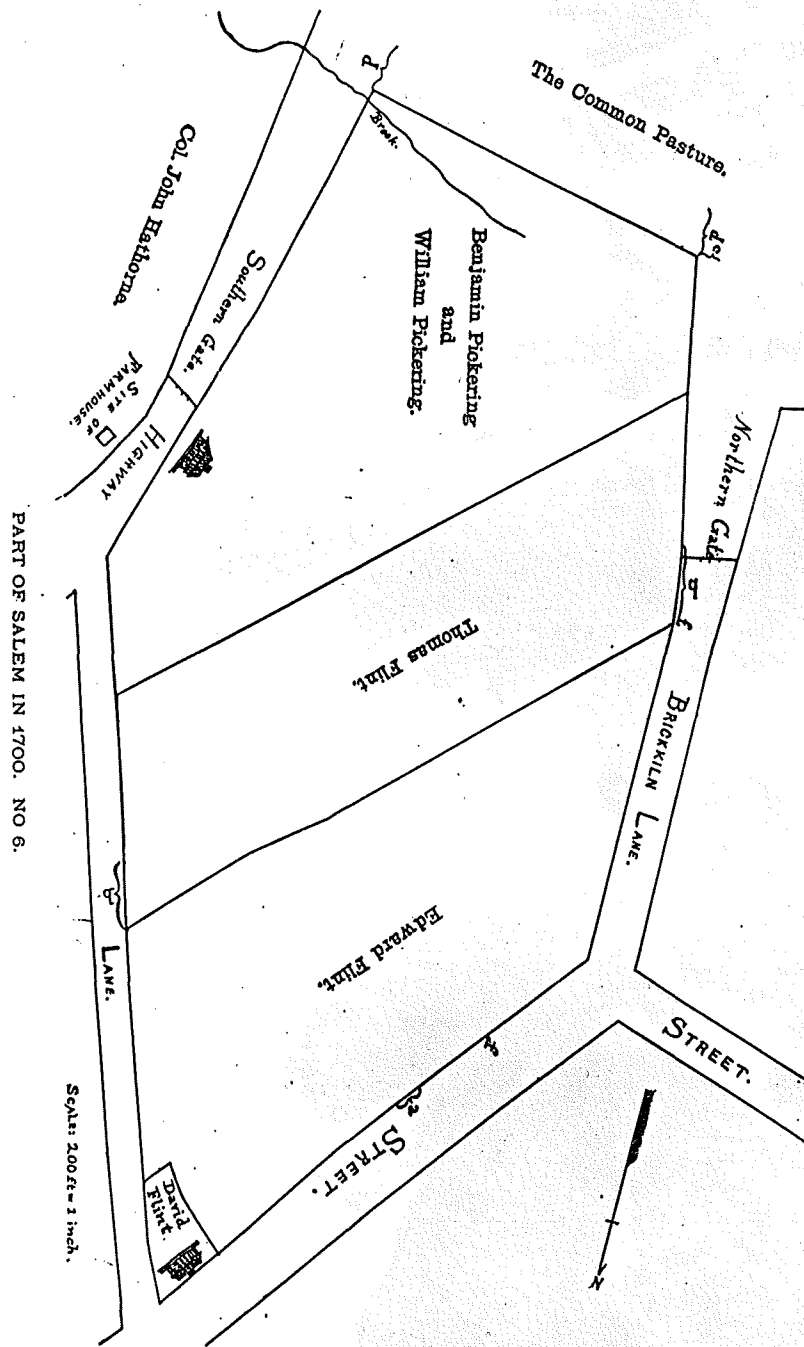 The Common Pasture.
Brook.
Benjamin Pickering
and
William Pickering.
Col. John Hathorne.
Southern Gate.
SITE OF
FARMHOUSE.
HIGHWAY
Northern Gate
BRICKKILN LANE.
Thomas Flint.
Edward Flint.
LANE.
STREET.
STREET.
David
Flint.
N
SCALE: 200 ft = 1 inch.
PART OF SALEM IN 1700. NO 6.